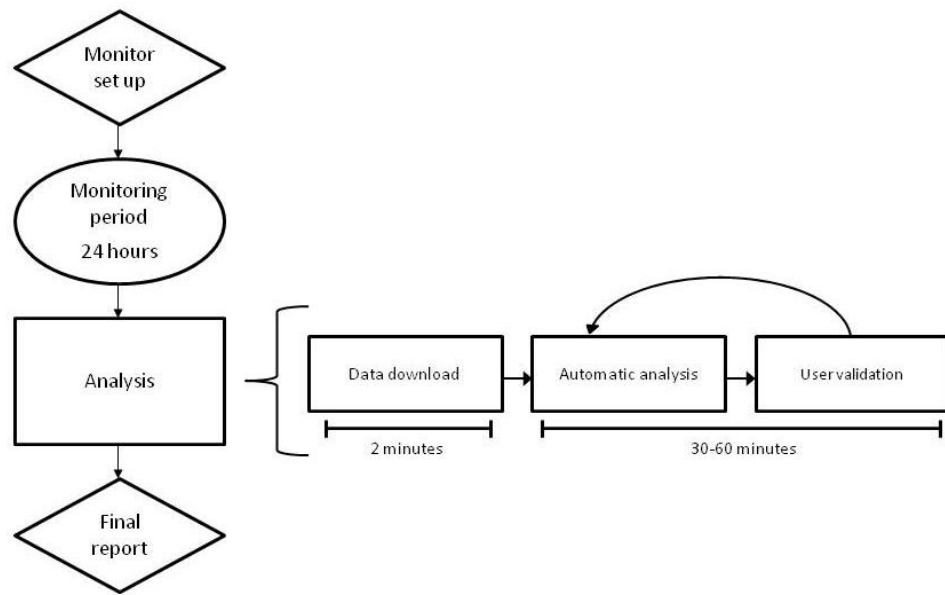 Monitor
set up
Monitoring
period
24 hours
Analysis
Data download
Automatic analysis
User validation
2 minutes
30-60 minutes
Final
report